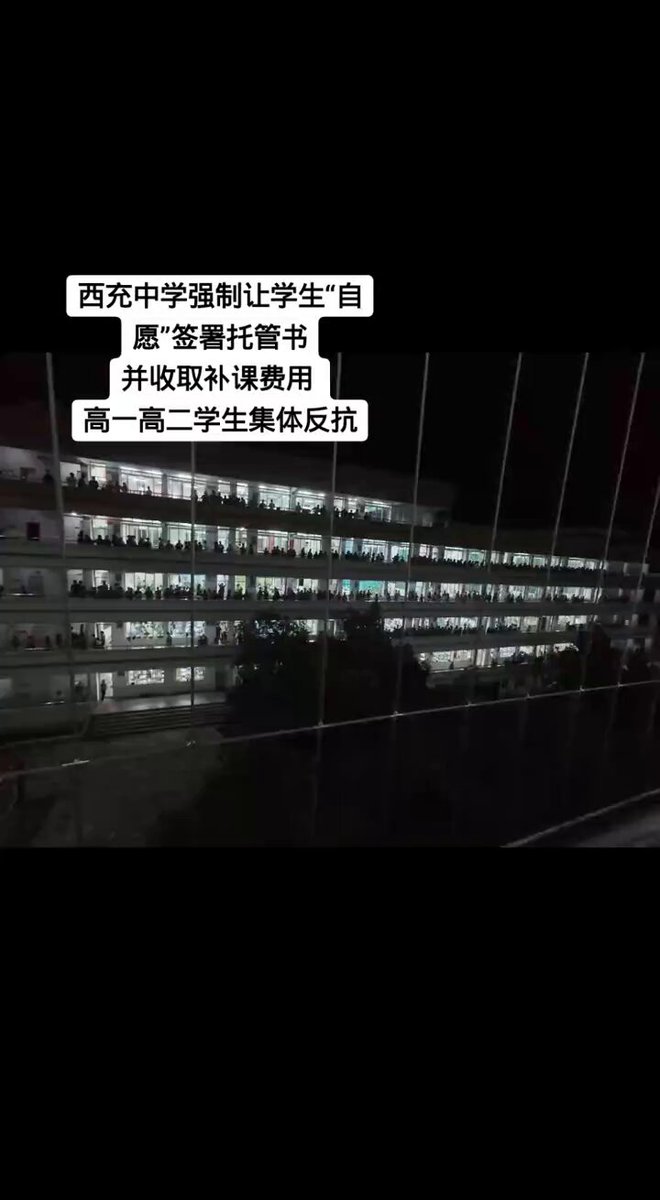 西充中学强制让学生“自
愿”签署托管书
并收取补课费用
高一高二学生集体反抗